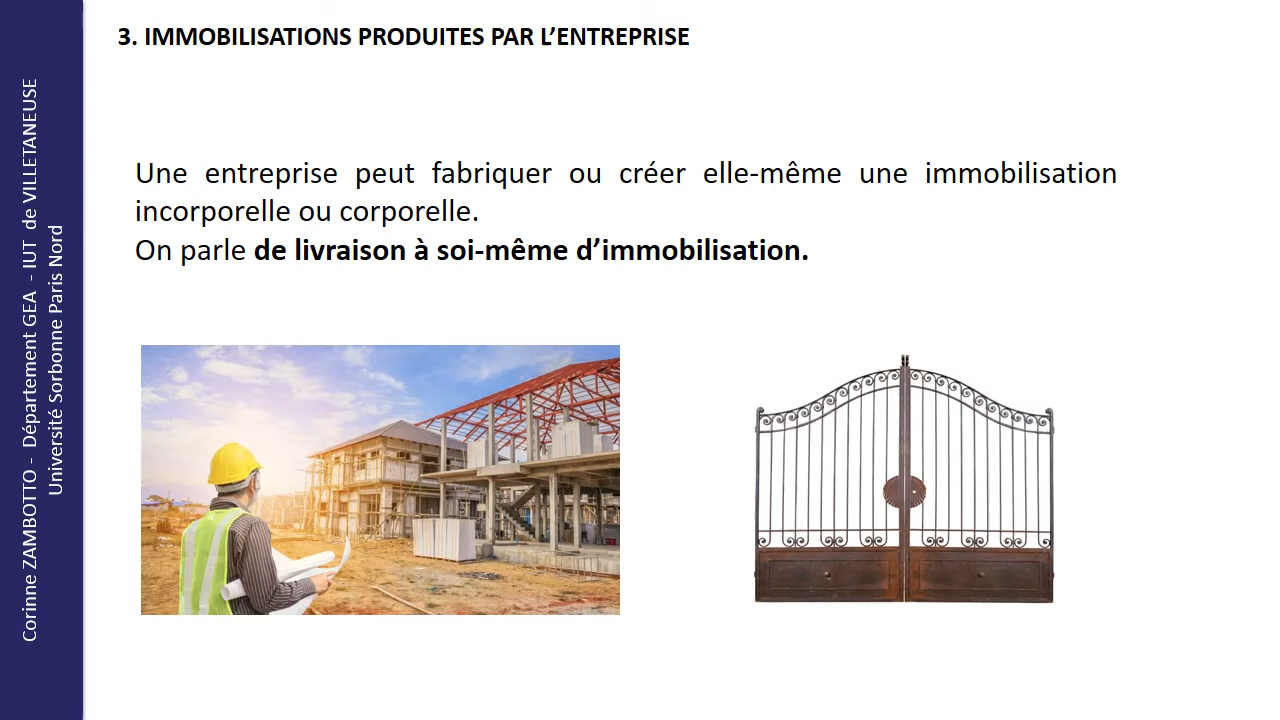 3. IMMOBILISATIONS PRODUITES PAR L’ENTREPRISE
Une entreprise peut fabriquer ou créer elle-même une immobilisation
incorporelle ou corporelle.
On parle de livraison à soi-même d’immobilisation.
Corinne ZAMBOTTO - Département GEA - IUT de VILLETANEUSE
Université Sorbonne Paris Nord